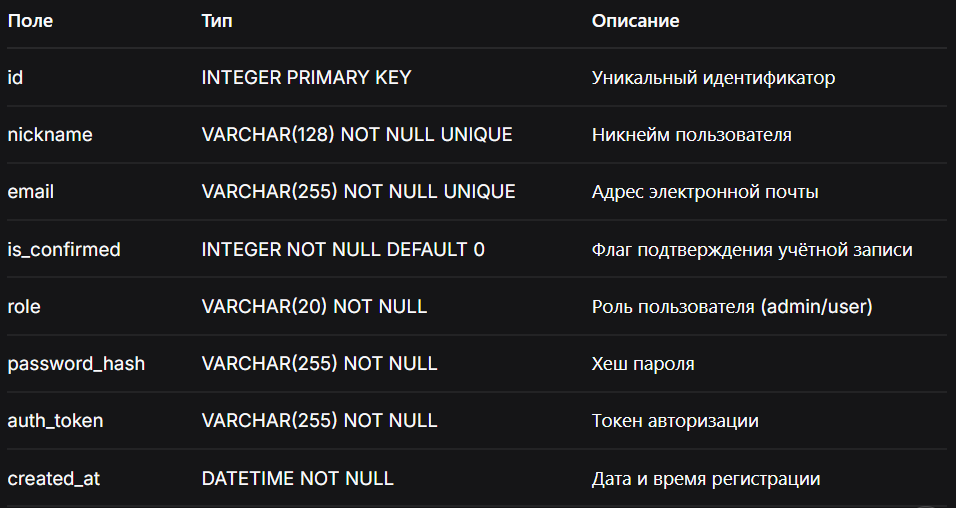 Поле Тип Описание
id INTEGER PRIMARY KEY Уникальный идентификатор
nickname VARCHAR(128) NOT NULL UNIQUE Никнейм пользователя
email VARCHAR(255) NOT NULL UNIQUE Адрес электронной почты
is_confirmed INTEGER NOT NULL DEFAULT 0 Флаг подтверждения учётной записи
role VARCHAR(20) NOT NULL Роль пользователя (admin/user)
password_hash VARCHAR(255) NOT NULL Хеш пароля
auth_token VARCHAR(255) NOT NULL Токен авторизации
created_at DATETIME NOT NULL Дата и время регистрации